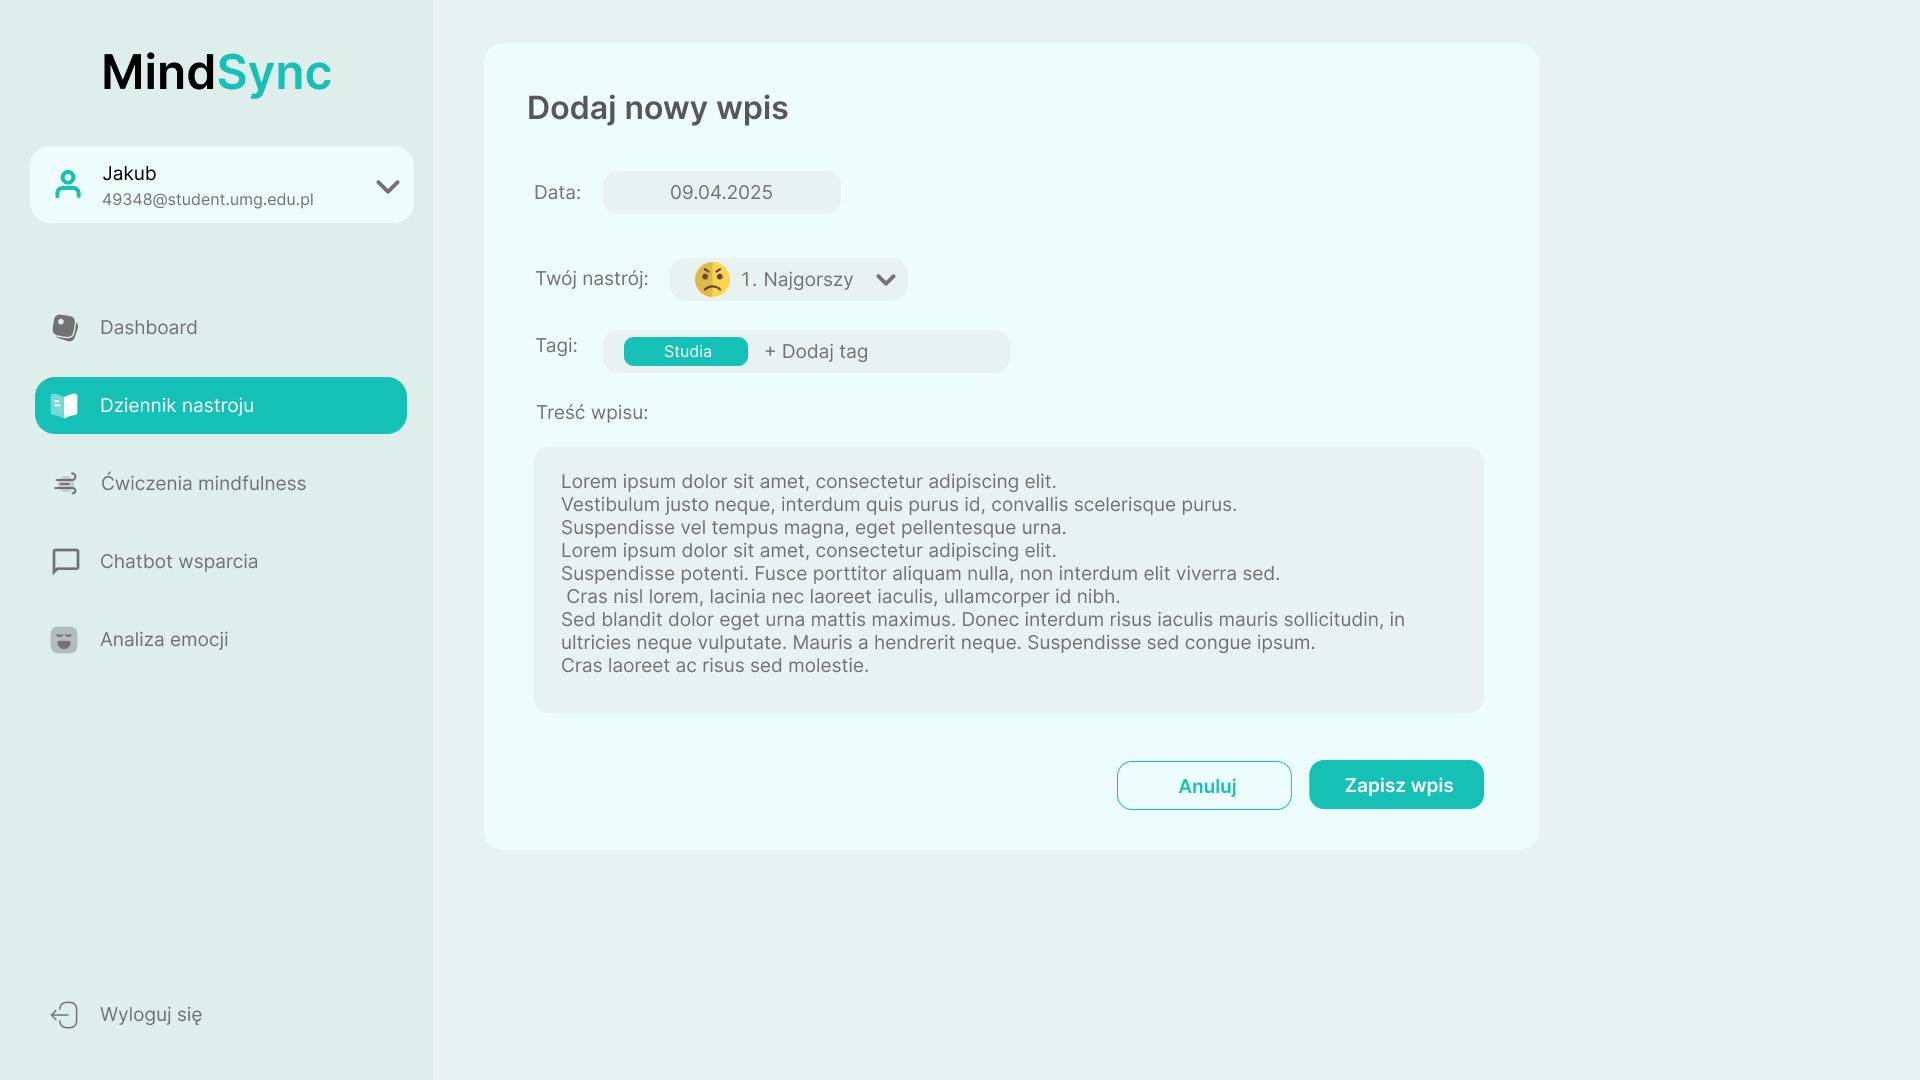 MindSync
Jakub
49348@student.umg.edu.pl
Dashboard
Dziennik nastroju
Ćwiczenia mindfulness
Chatbot wsparcia
Analiza emocji
Wyloguj się
Dodaj nowy wpis
Data: 09.04.2025
Twój nastrój: 1. Najgorszy
Tagi: Studia + Dodaj tag
Treść wpisu:
Lorem ipsum dolor sit amet, consectetur adipiscing elit.
Vestibulum justo neque, interdum quis purus id, convallis scelerisque purus.
Suspendisse vel tempus magna, eget pellentesque urna.
Lorem ipsum dolor sit amet, consectetur adipiscing elit.
Suspendisse potenti. Fusce porttitor aliquam nulla, non interdum elit viverra sed.
Cras nisl lorem, lacinia nec laoreet iaculis, ullamcorper id nibh.
Sed blandit dolor eget urna mattis maximus. Donec interdum risus iaculis mauris sollicitudin, in
ultricies neque vulputate. Mauris a hendrerit neque. Suspendisse sed congue ipsum.
Cras laoreet ac risus sed molestie.
Anuluj
Zapisz wpis